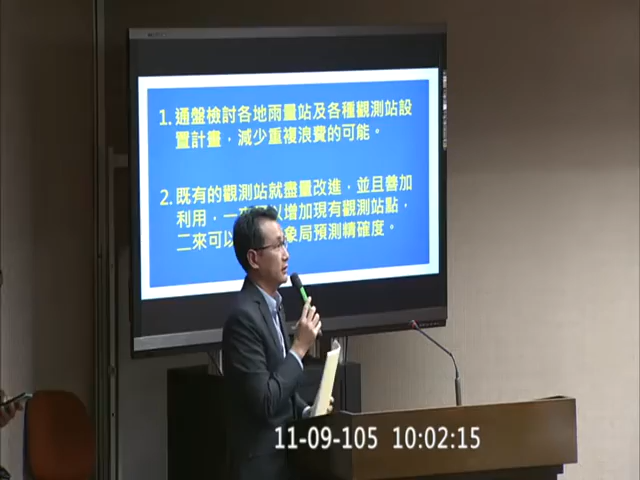 1. 通盤檢討各地雨量站及各種觀測站設
置計畫，減少重複浪費的可能。
2. 既有的觀測站就盡量改進，並且善加
利用，一來 以增加現有觀測站點，
二來可以 象局預測精確度。
11-09-105 10:02:15